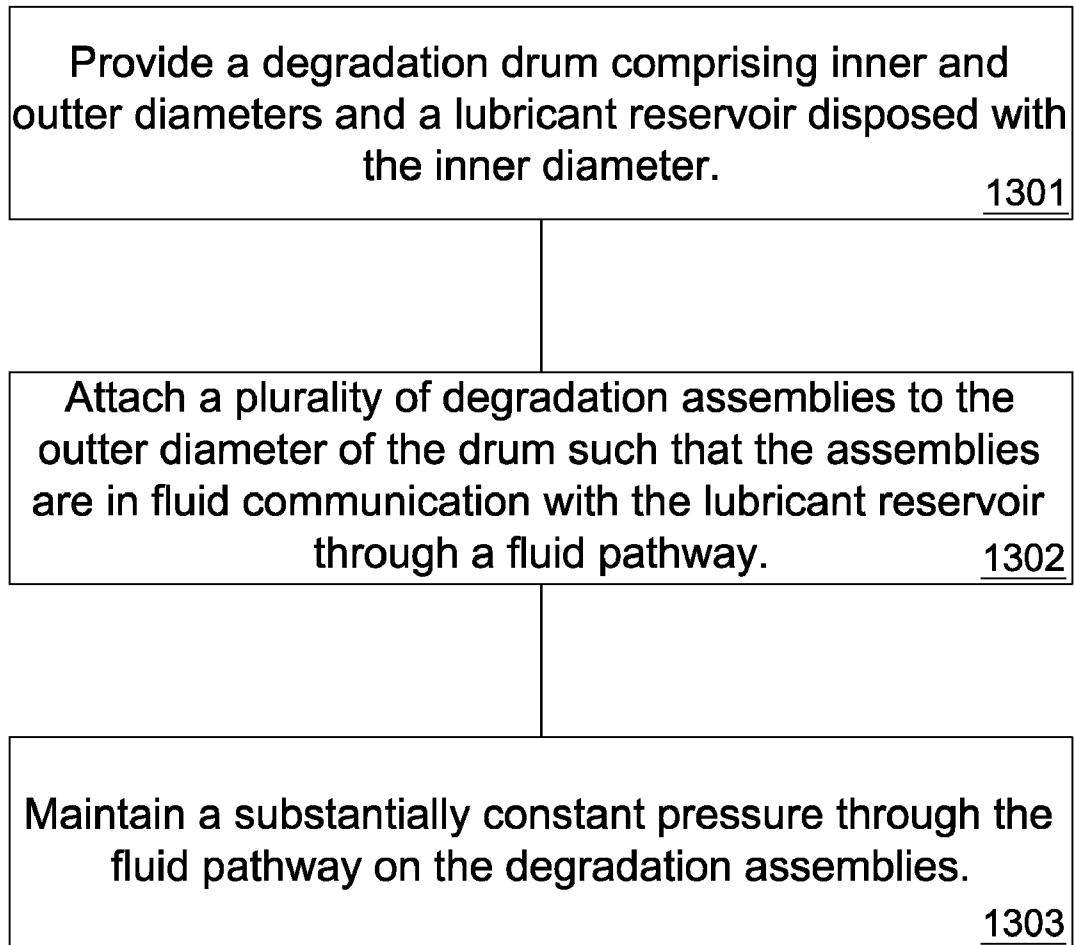 Provide a degradation drum comprising inner and
outter diameters and a lubricant reservoir disposed with
the inner diameter.
1301
Attach a plurality of degradation assemblies to the
outter diameter of the drum such that the assemblies
are in fluid communication with the lubricant reservoir
through a fluid pathway.
1302
Maintain a substantially constant pressure through the
fluid pathway on the degradation assemblies.
1303